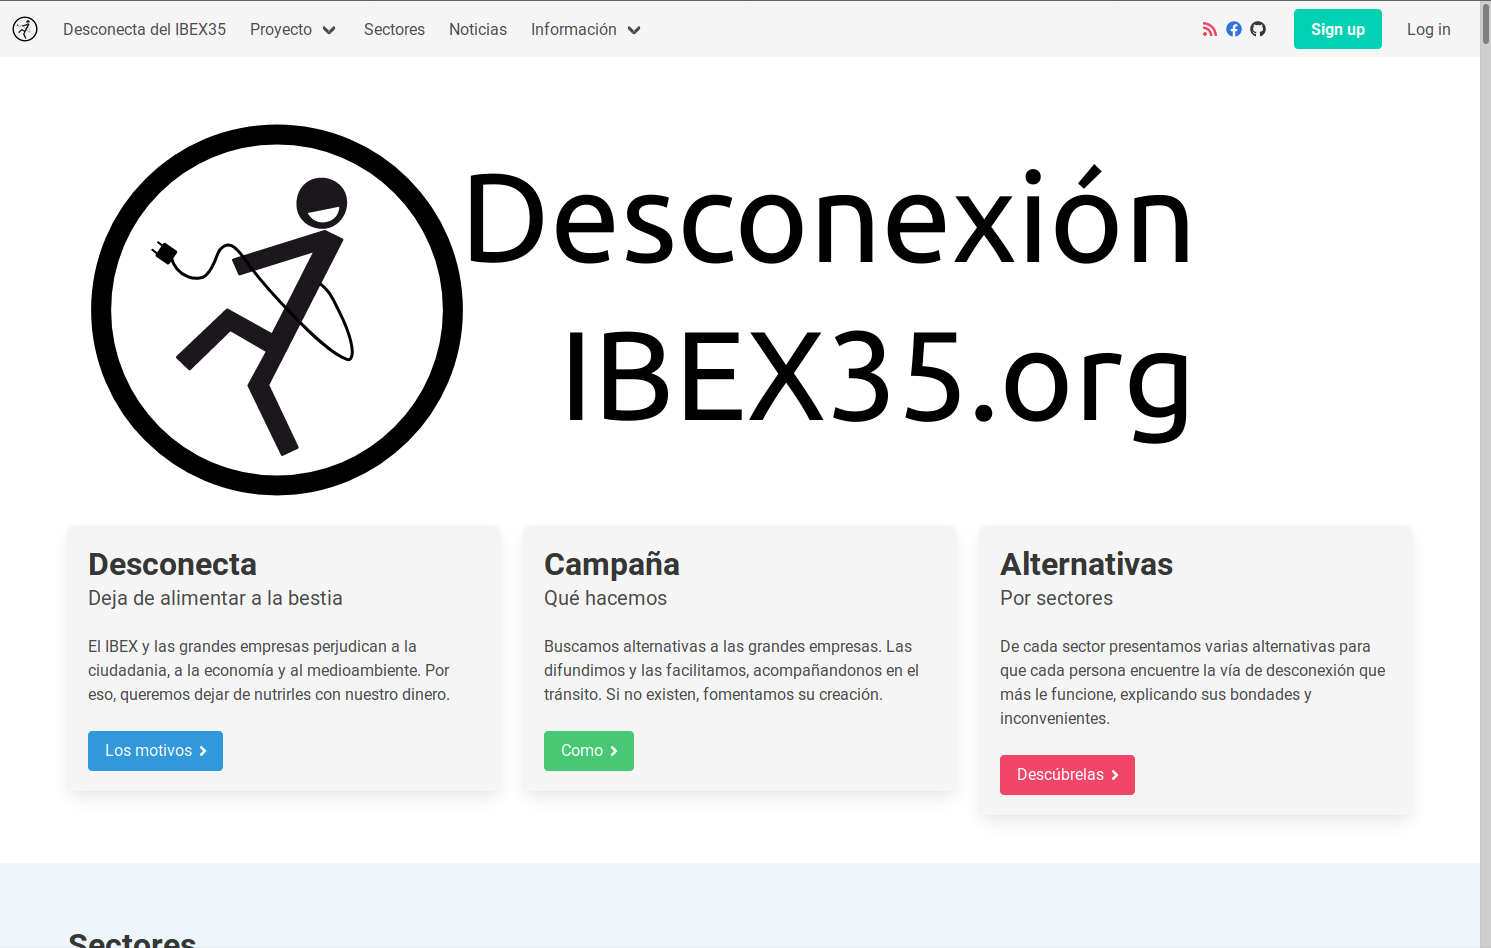 Desconecta del IBEX35 Proyecto Sectores Noticias Información Sign up Log in
Desconexión
IBEX35.org
Desconecta
Deja de alimentar a la bestia
El IBEX y las grandes empresas perjudican a la
ciudadania, a la economía y al medioambiente. Por
eso, queremos dejar de nutrirles con nuestro dinero.
Los motivos
Campaña
Qué hacemos
Buscamos alternativas a las grandes empresas. Las
difundimos y las facilitamos, acompañandonos en el
tránsito. Si no existen, fomentamos su creación.
Como
Alternativas
Por sectores
De cada sector presentamos varias alternativas para
que cada persona encuentre la vía de desconexión que
más le funcione, explicando sus bondades y
inconvenientes.
Descúbrelas
Sectores